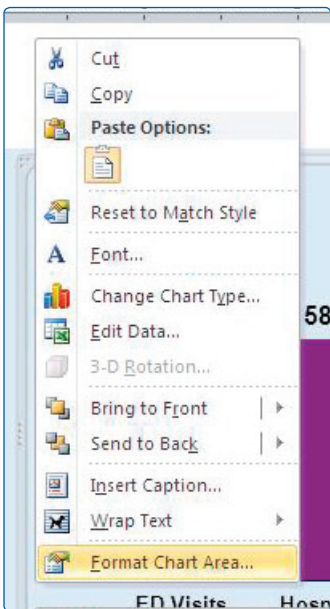 Cut
Copy
Paste Options:
Reset to Match Style
A Font...
Change Chart Type...
58
Edit Data...
3-D Rotation...
Bring to Front
Send to Back
Insert Caption...
Wrap Text
Format Chart Area...
ED Visits Hosp